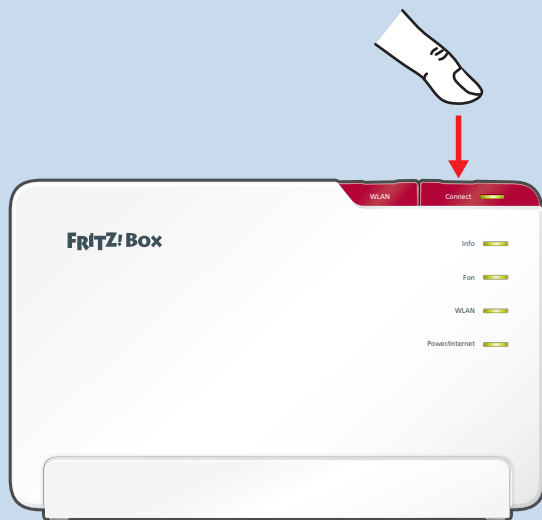 WLAN Connect
FRITZ! Box
Info
Fon
WLAN
Power/Internet